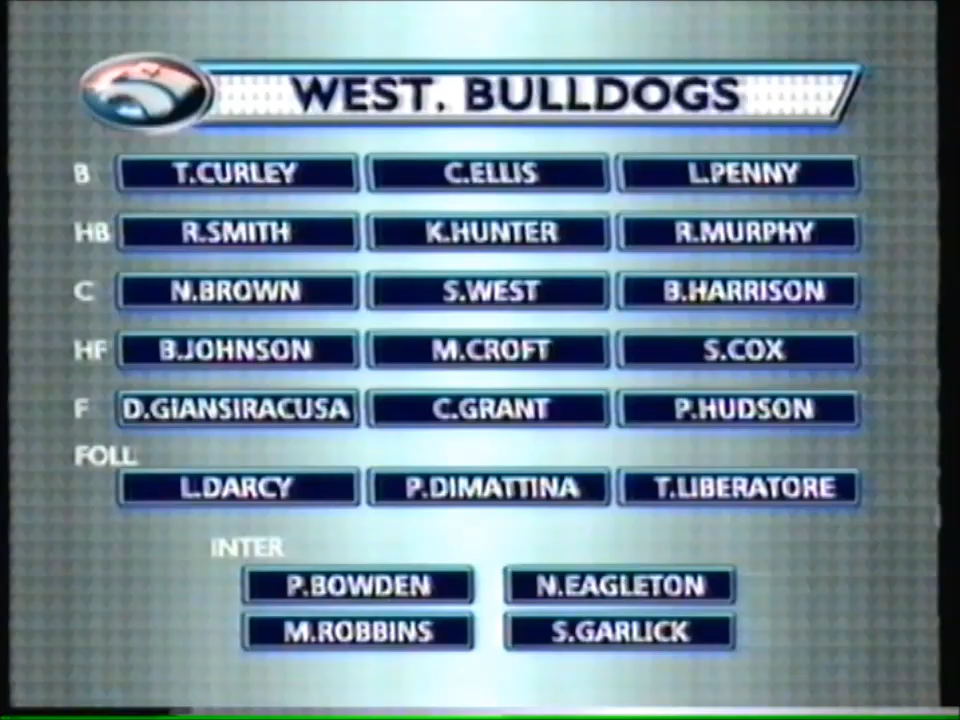 WEST. BULLDOGS
B T.CURLEY C.ELLIS L.PENNY
HB R.SMITH K.HUNTER R.MURPHY
C N.BROWN S.WEST B.HARRISON
HF B.JOHNSON M.CROFT S.COX
F D.GIANSIRACUSA C.GRANT P.HUDSON
FOLL
L.DARCY P.DIMATTINA T.LIBERATORE
INTER
P.BOWDEN N.EAGLETON
M.ROBBINS S.GARLICK